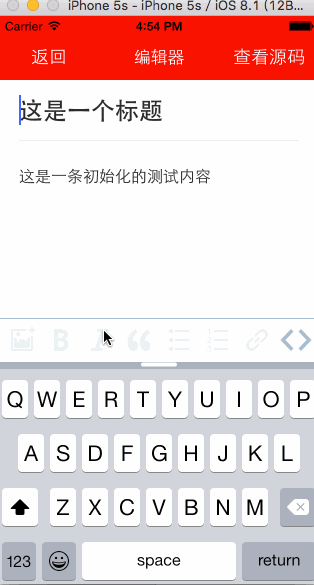 iPhone 5s - iPhone 5s / iOS 8.1 (12B...
Carrier 4:54 PM
返回 编辑器 查看源码
这是一个标题
这是一条初始化的测试内容
B
Q W E R T Y U I O P
A S D F G H J K L
Z X C V B N M
123 space return